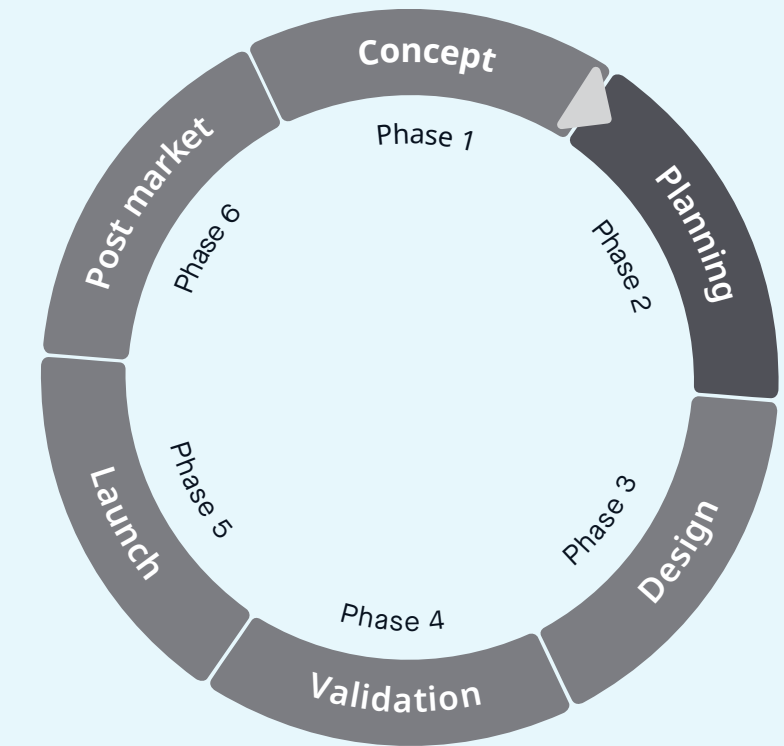 Concept
Phase 1
Planning
Phase 2
Design
Phase 3
Validation
Phase 4
Launch
Phase 5
Post market
Phase 6